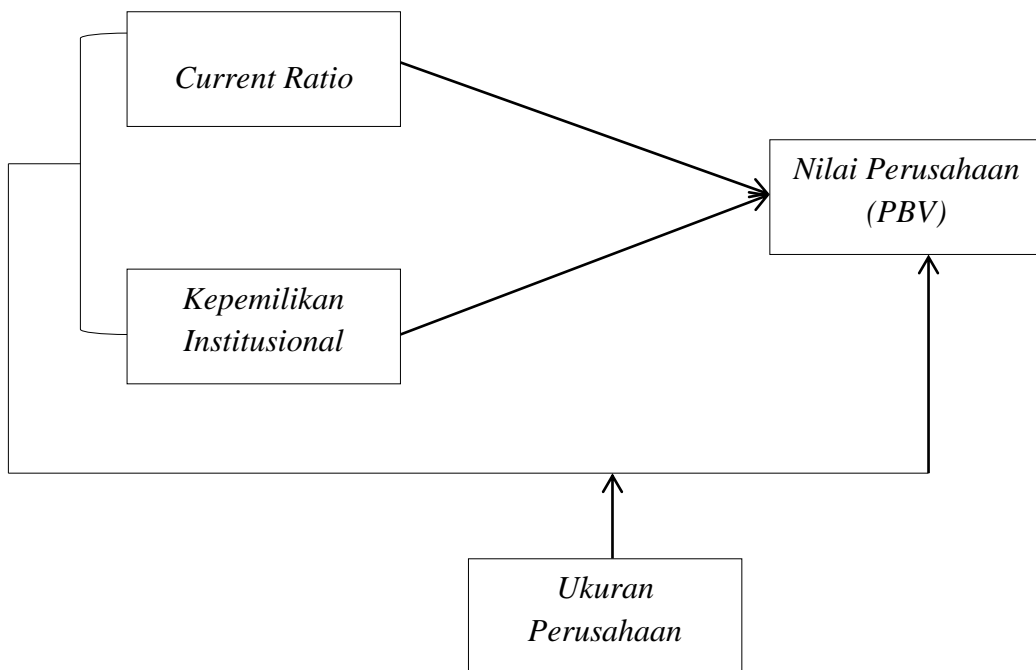 Current Ratio
Nilai Perusahaan
(PBV)
Kepemilikan
Institusional
Ukuran
Perusahaan